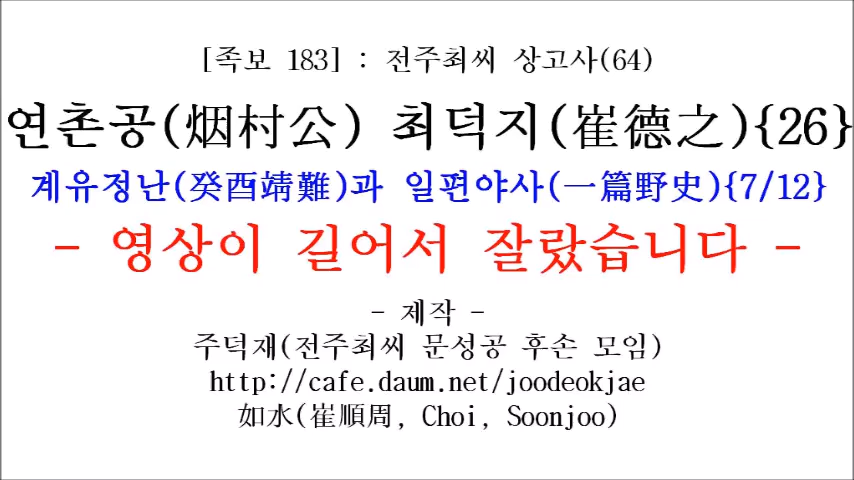 [족보 183] : 전주최씨 상고사(64)
연촌공(烟村公) 최덕지(崔德之){26}
계유정난(癸酉靖難)과 일편야사(一篇野史){7/12}
- 영상이 길어서 잘랐습니다 -
- 제작 -
주덕재(전주최씨 문성공 후손 모임)
http://cafe.daum.net/joodeokjae
如水(崔順周, Choi, Soonjoo)